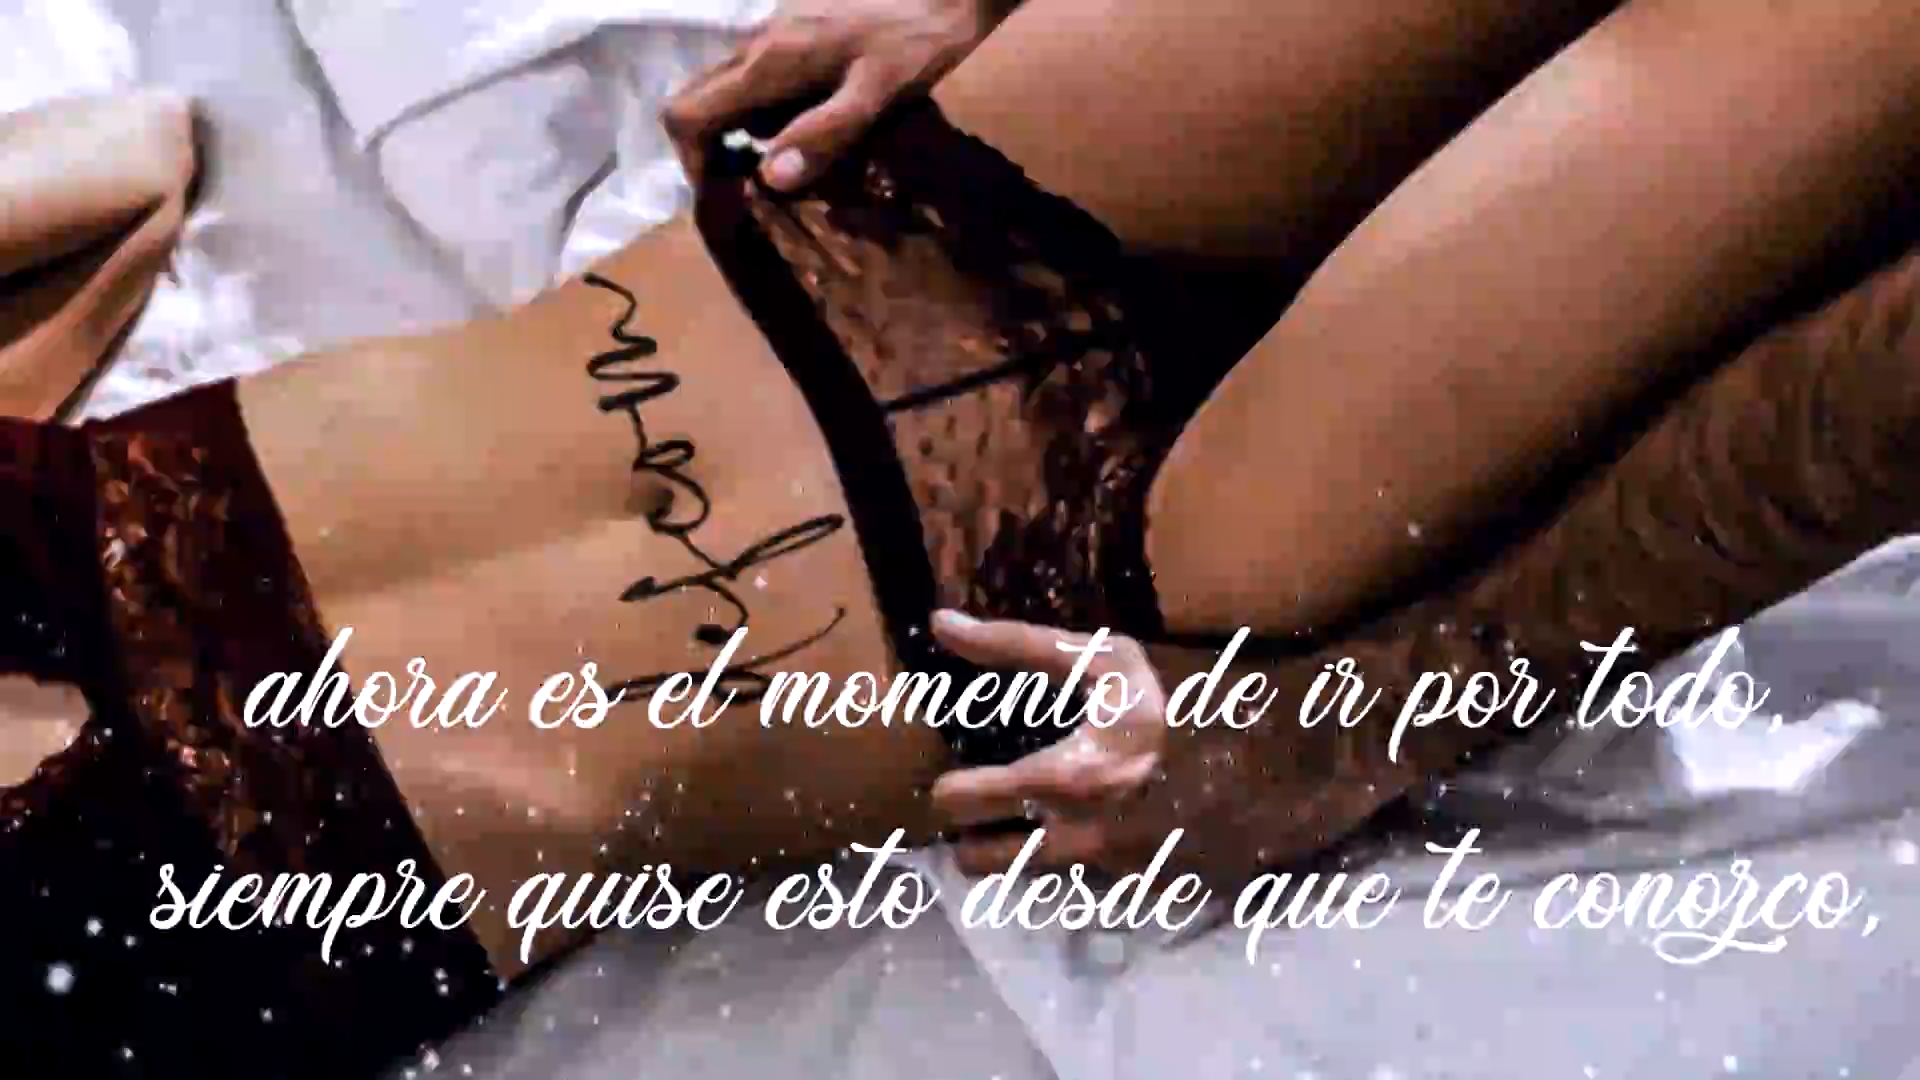 ahora es el momento de ir por todo,
siempre quise esto desde que te conozco,